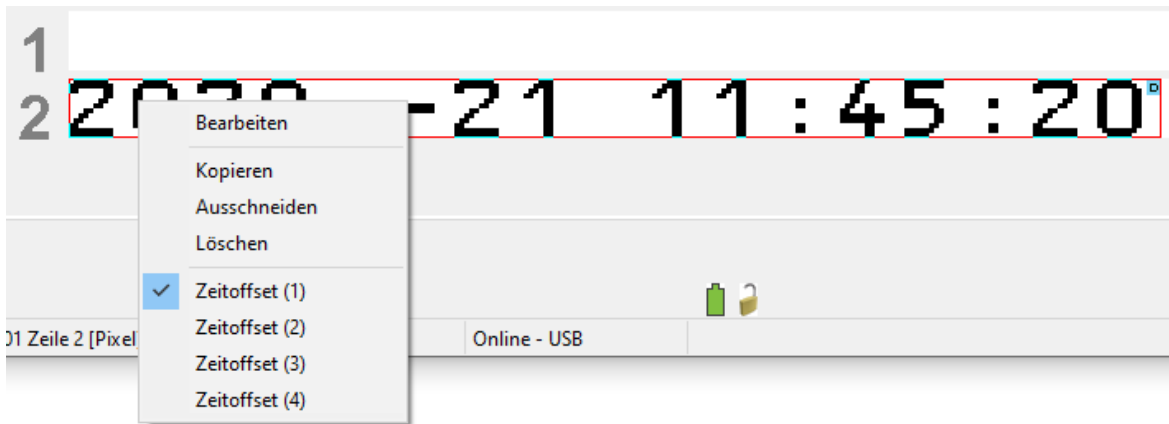 1
2 -21 11:45:20 D
Bearbeiten
Kopieren
Ausschneiden
Löschen
Zeitoffset (1)
Zeitoffset (2)
Zeitoffset (3)
Zeitoffset (4)
01 Zeile 2 [Pixel Online - USB